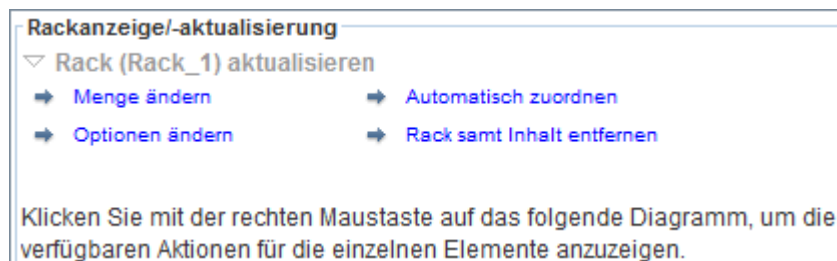 Rackanzeige/-aktualisierung
Rack (Rack_1) aktualisieren
Menge ändern Automatisch zuordnen
Optionen ändern Rack samt Inhalt entfernen
Klicken Sie mit der rechten Maustaste auf das folgende Diagramm, um die
verfügbaren Aktionen für die einzelnen Elemente anzuzeigen.